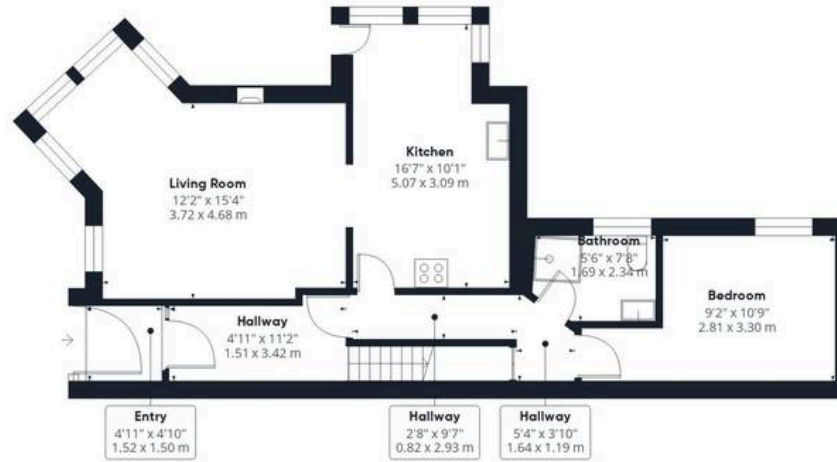 Kitchen
16'7" x 10'1"
5.07 x 3.09 m
Living Room
12'2" x 15'4"
3.72 x 4.68 m
Bathroom
5'6" x 7'8"
1.69 x 2.34 m
Bedroom
9'2" x 10'9"
2.81 x 3.30 m
Hallway
4'11" x 11'2"
1.51 x 3.42 m
Entry
4'11" x 4'10"
1.52 x 1.50 m
Hallway
2'8" x 9'7"
0.82 x 2.93 m
Hallway
5'4" x 3'10"
1.64 x 1.19 m